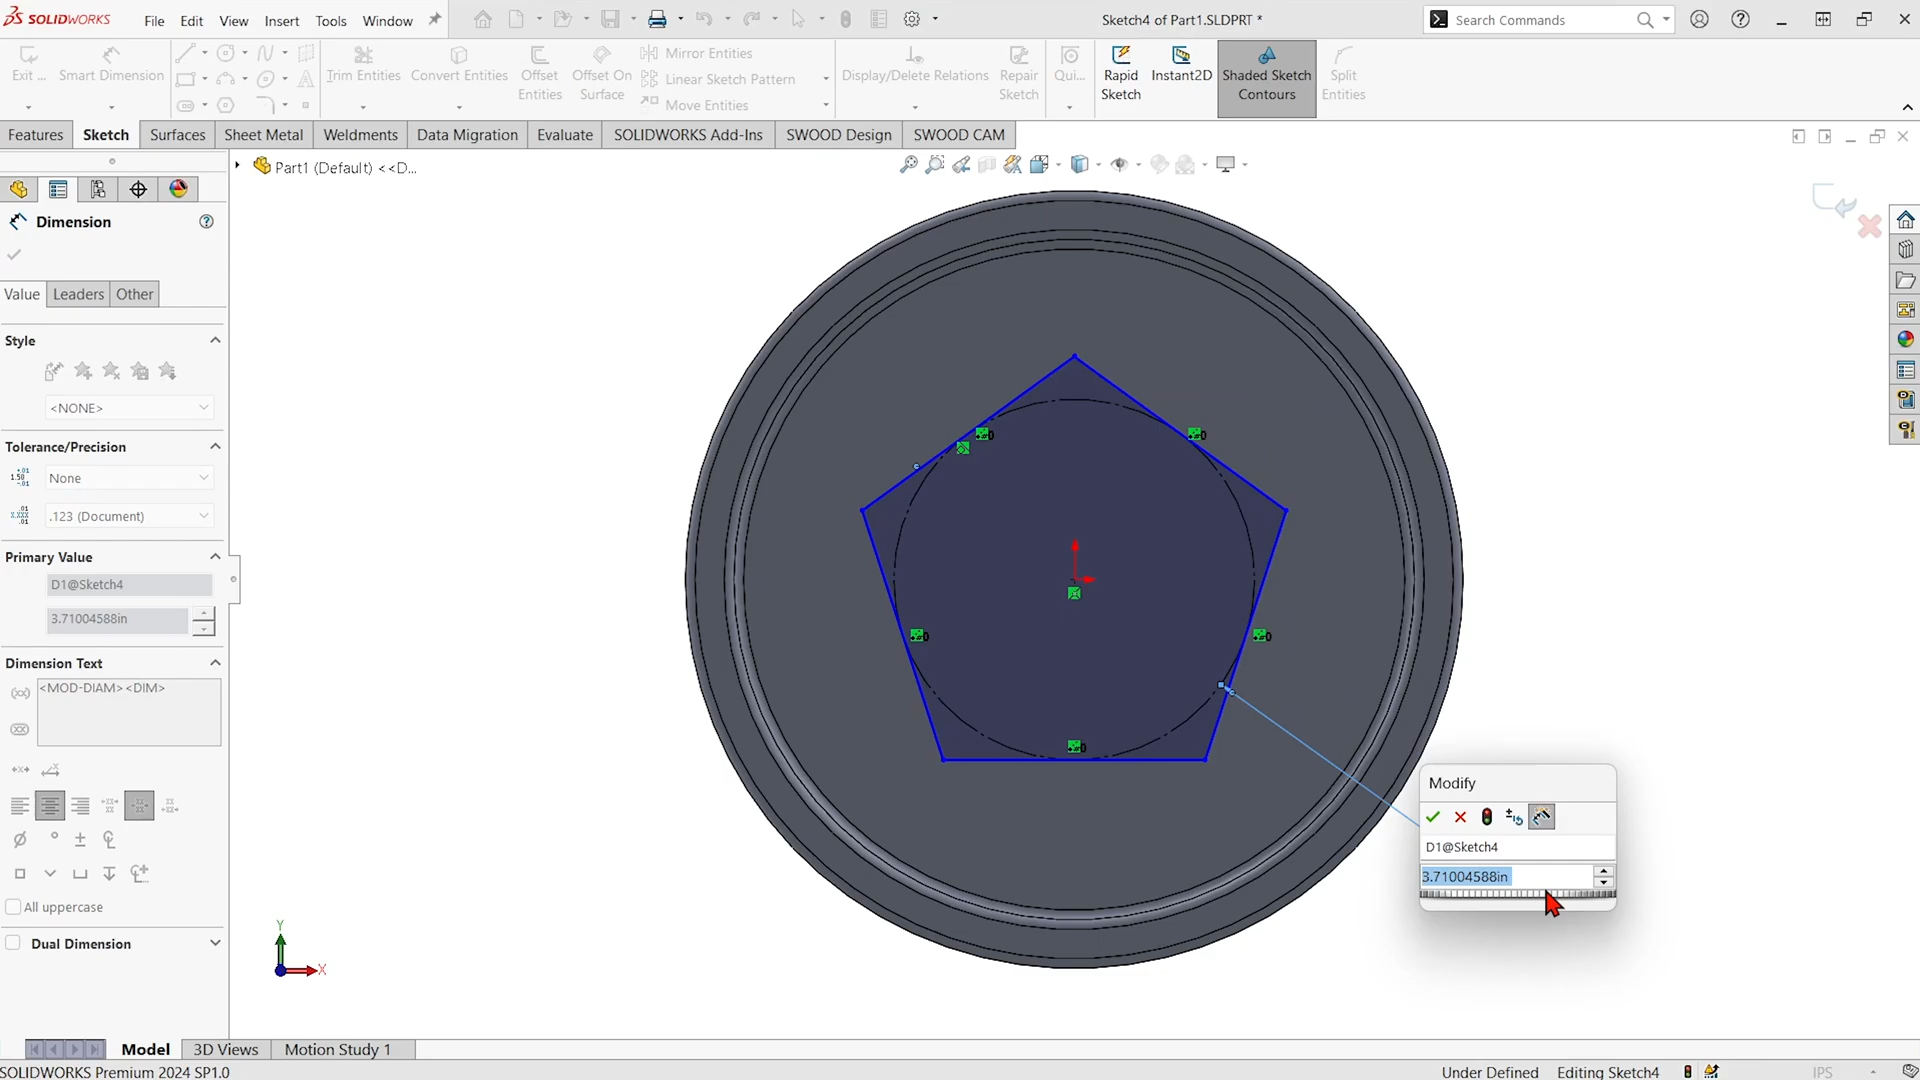 SOLIDWORKS File Edit View Insert Tools Window Sketch4 of Part1.SLDPRT * Search Commands
Exit ... Smart Dimension Trim Entities Convert Entities Offset Entities Offset On Surface Mirror Entities Linear Sketch Pattern Move Entities Display/Delete Relations Repair Sketch Qui... Rapid Sketch Instant2D Shaded Sketch Contours Split Entities
Features Sketch Surfaces Sheet Metal Weldments Data Migration Evaluate SOLIDWORKS Add-Ins SWOOD Design SWOOD CAM
Part1 (Default) <<D...
Dimension
Value Leaders Other
Style
<NONE>
Tolerance/Precision
None
.123 (Document)
Primary Value
D1@Sketch4
3.71004588in
Dimension Text
<MOD-DIAM><DIM>
All uppercase
Dual Dimension
Y
X
Modify
D1@Sketch4
3.71004588in
Model 3D Views Motion Study 1
SOLIDWORKS Premium 2024 SP1.0 Under Defined Editing Sketch4 IPS